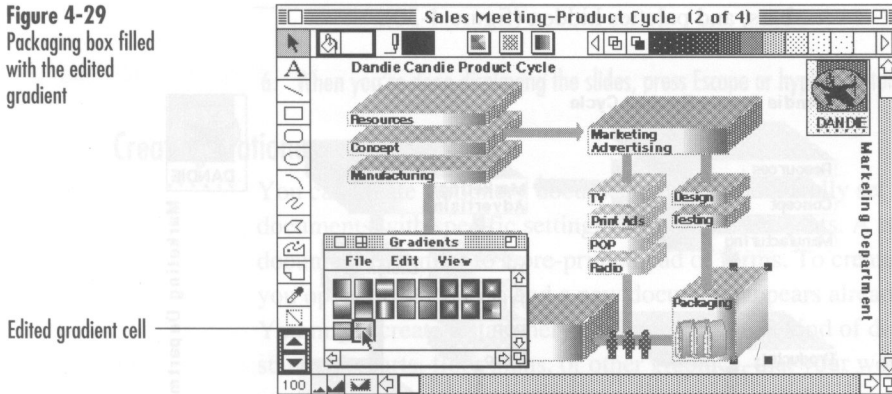 Figure 4-29
Packaging box filled
with the edited
gradient
Edited gradient cell
Sales Meeting-Product Cycle (2 of 4)
Dandie Candie Product Cycle
Resources
Concept
Manufacturing
Marketing
Advertising
TV
Print Ads
POP
Radio
Design
Testing
Packaging
DANDIE
Marketing Department
Gradients
File Edit View
100